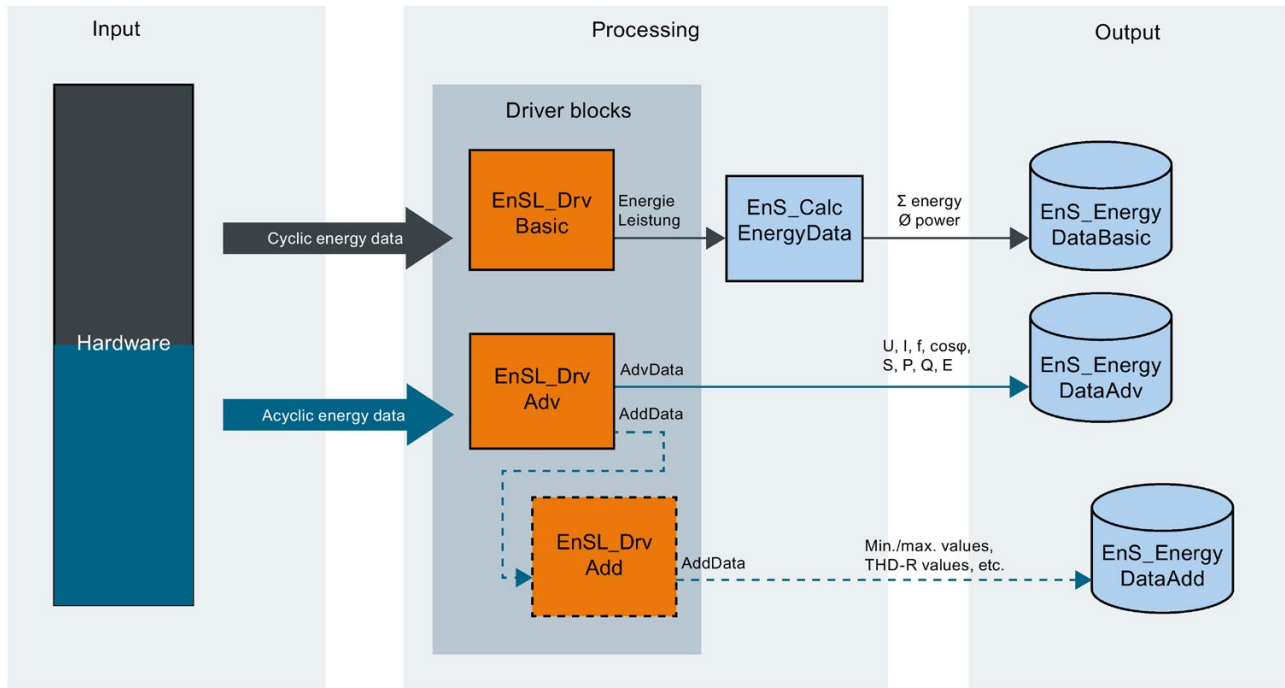 Input
Processing
Output
Driver blocks
Hardware
Cyclic energy data
EnSL_Drv
Basic
Energie
Leistung
EnS_Calc
EnergyData
Σ energy
Ø power
EnS_Energy
DataBasic
Acyclic energy data
EnSL_Drv
Adv
AdvData
AddData
U, I, f, cosφ,
S, P, Q, E
EnS_Energy
DataAdv
EnSL_Drv
Add
AddData
Min./max. values,
THD-R values, etc.
EnS_Energy
DataAdd